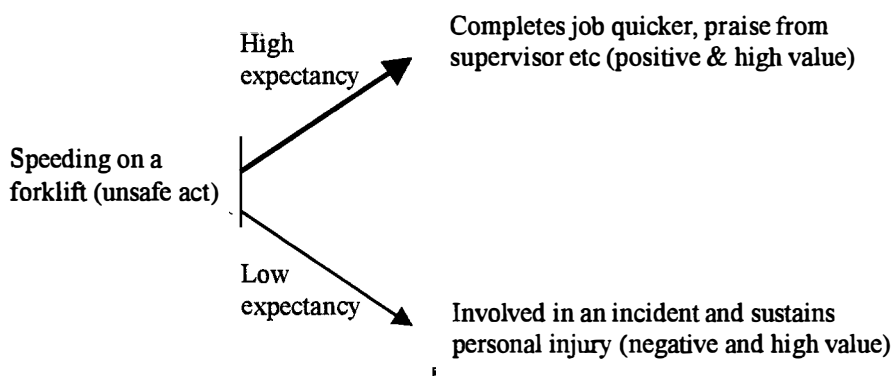 High
expectancy
Completes job quicker, praise from
supervisor etc (positive & high value)
Speeding on a
forklift (unsafe act)
Low
expectancy
Involved in an incident and sustains
personal injury (negative and high value)